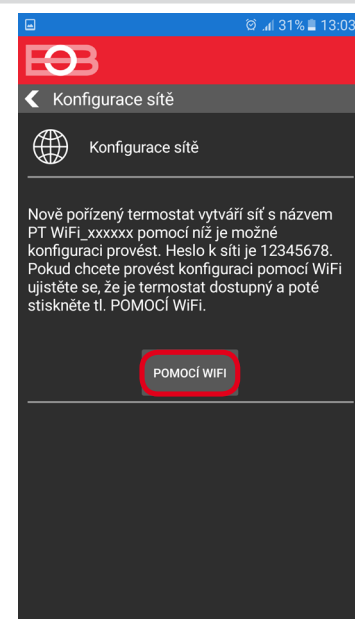 31% 13:03
EOB
Konfigurace sítě
Konfigurace sítě
Nově pořízený termostat vytváří síť s názvem
PT WiFi_xxxxxx pomocí níž je možné
konfiguraci provést. Heslo k síti je 12345678.
Pokud chcete provést konfiguraci pomocí WiFi
ujistěte se, že je termostat dostupný a poté
stiskněte tl. POMOCÍ WiFi.
POMOCÍ WIFI